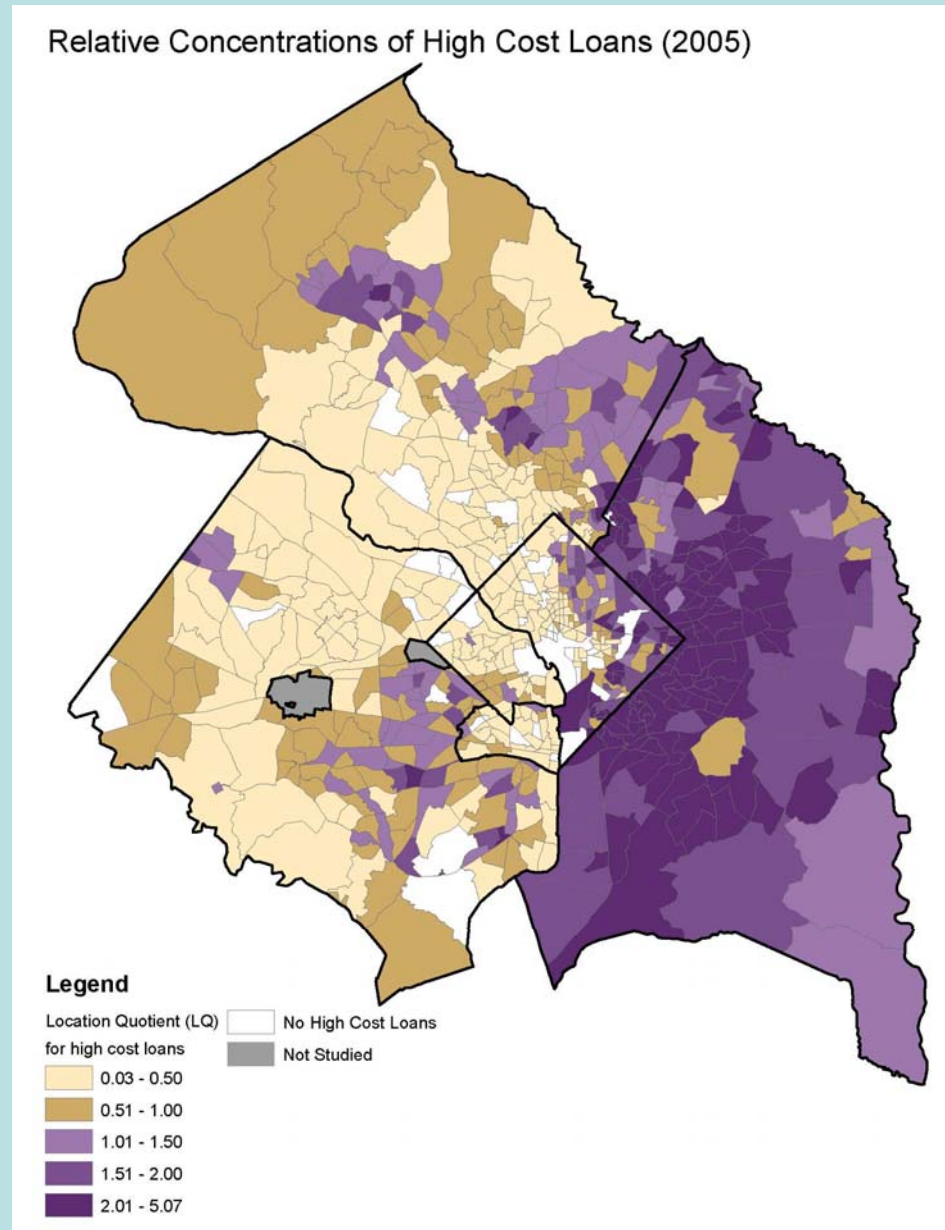 Relative Concentrations of High Cost Loans (2005)
Legend
Location Quotient (LQ)
for high cost loans
0.03 - 0.50
0.51 - 1.00
1.01 - 1.50
1.51 - 2.00
2.01 - 5.07
No High Cost Loans
Not Studied